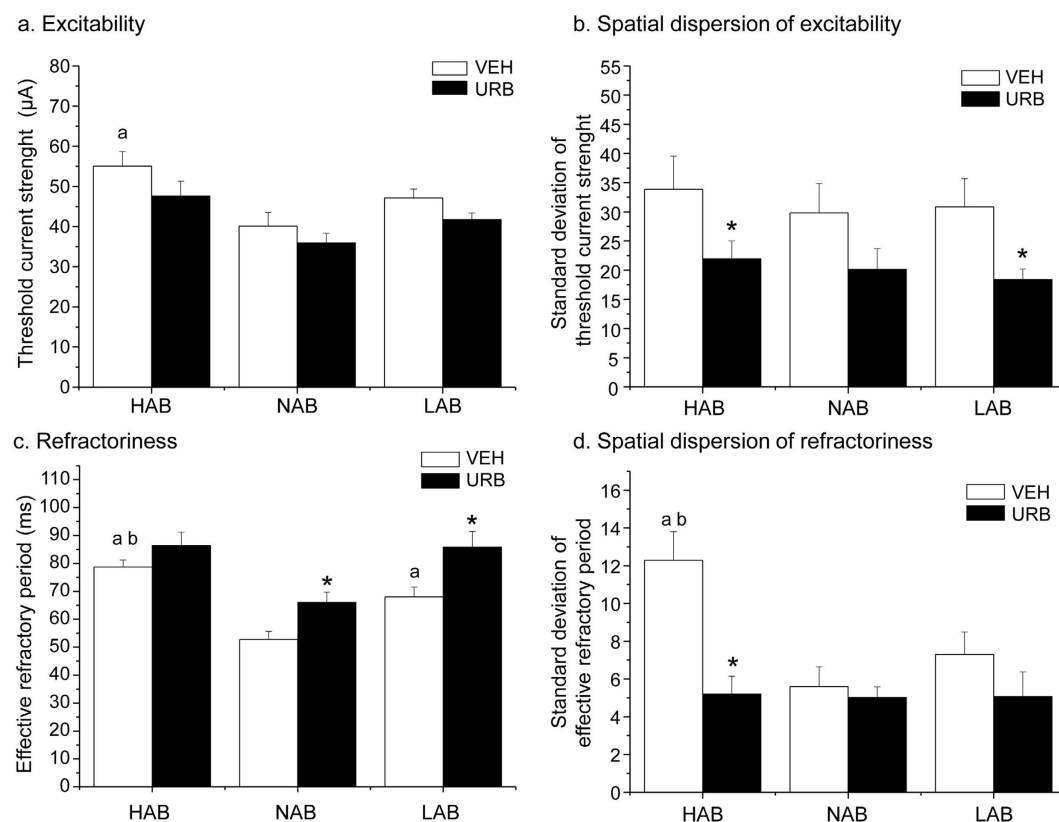 a. Excitability
VEH
URB
Threshold current strenght (µA)
80
70
60
50
40
30
20
10
0
a
HAB
NAB
LAB
b. Spatial dispersion of excitability
VEH
URB
Standard deviation of
threshold current strenght
55
50
45
40
35
30
25
20
15
10
5
0
*
*
HAB
NAB
LAB
c. Refractoriness
VEH
URB
Effective refractory period (ms)
110
100
90
80
70
60
50
40
30
20
10
0
a b
*
a
*
HAB
NAB
LAB
d. Spatial dispersion of refractoriness
VEH
URB
Standard deviation of
effective refractory period
16
14
12
10
8
6
4
2
0
a b
*
HAB
NAB
LAB